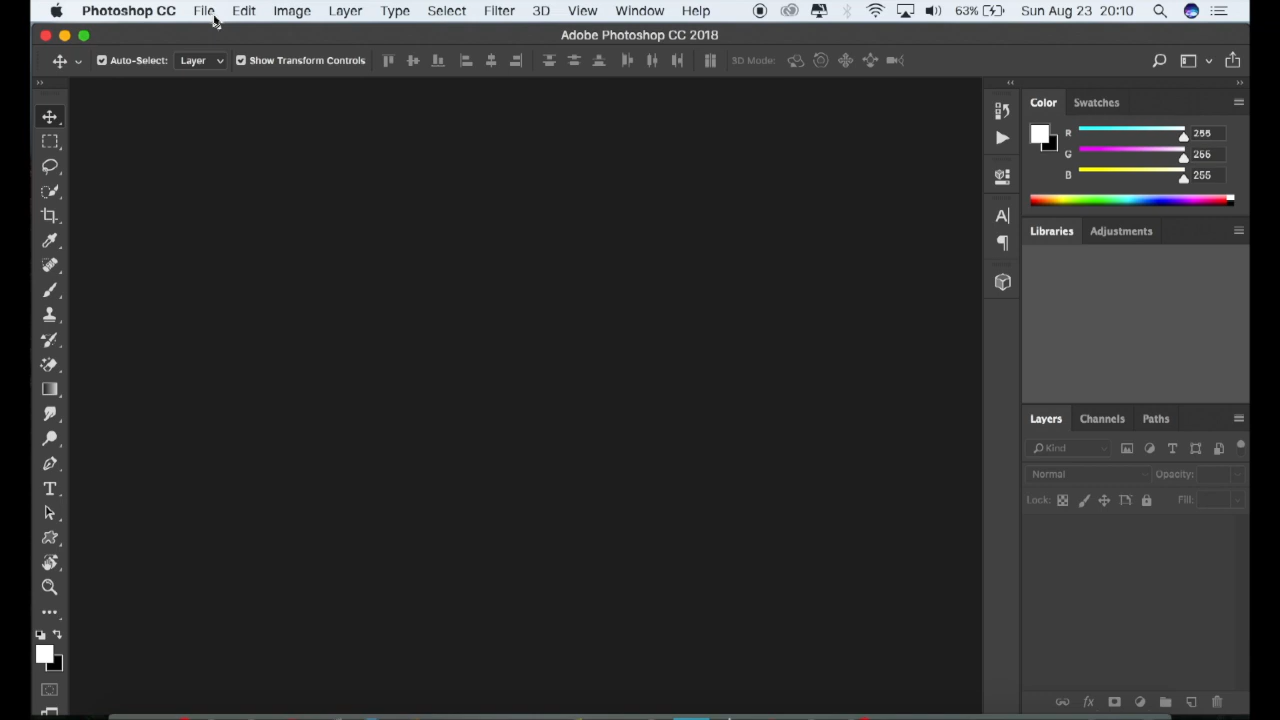 Photoshop CC File Edit Image Layer Type Select Filter 3D View Window Help 63% Sun Aug 23 20:10
Adobe Photoshop CC 2018
Auto-Select: Layer Show Transform Controls 3D Mode:
Color Swatches
R 255
G 255
B 255
Libraries Adjustments
Layers Channels Paths
Kind
Normal Opacity:
Lock: Fill: